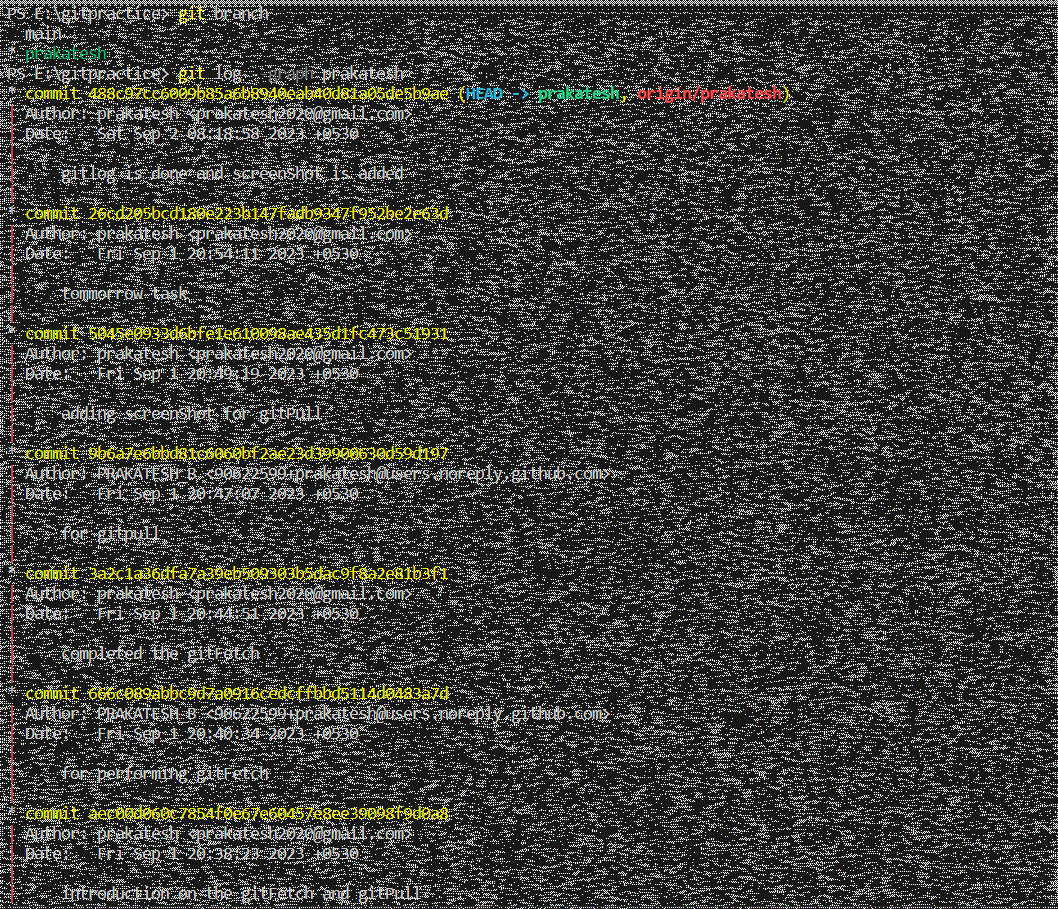 PS E:\gitpractice> git branch
  main
* prakatesh
PS E:\gitpractice> git log --graph prakatesh
* commit 488c97cc6009b85a6b8940eab40d81a05de5b9ae (HEAD -> prakatesh, origin/prakatesh)
| Author: prakatesh <prakatesh2020@gmail.com>
| Date:   Sat Sep 2 08:18:58 2023 +0530
|
|     gitlog is done and screenShot is added
|
* commit 26cd205bcd180e223b147fadb9347f952be2e63d
| Author: prakatesh <prakatesh2020@gmail.com>
| Date:   Fri Sep 1 20:54:11 2023 +0530
|
|     tommorrow task
|
* commit 5045e0933d6bfe1e610098ae435d1fc473c51931
| Author: prakatesh <prakatesh2020@gmail.com>
| Date:   Fri Sep 1 20:49:19 2023 +0530
|
|     adding screenshot for gitPull
|
* commit 9b6a7e6bbd81c6060bf2ae23d39900630d59d197
| Author: PRAKATESH B <90622599+prakatesh@users.noreply.github.com>
| Date:   Fri Sep 1 20:47:07 2023 +0530
|
|     for gitpull
|
* commit 3a2c1a36dfa7a39eb509303b5dac9f8a2e81b3f1
| Author: prakatesh <prakatesh2020@gmail.com>
| Date:   Fri Sep 1 20:44:51 2023 +0530
|
|     completed the gitFetch
|
* commit 666c089abbc9d7a0916cedcffbbd5114d0483a7d
| Author: PRAKATESH B <90622599+prakatesh@users.noreply.github.com>
| Date:   Fri Sep 1 20:40:34 2023 +0530
|
|     for performing gitFetch
|
* commit aec00d060c7854f0e67e60457e8ee39098f9d0a8
| Author: prakatesh <prakatesh2020@gmail.com>
| Date:   Fri Sep 1 20:38:23 2023 +0530
|
|     introduction on the gitFetch and gitPull